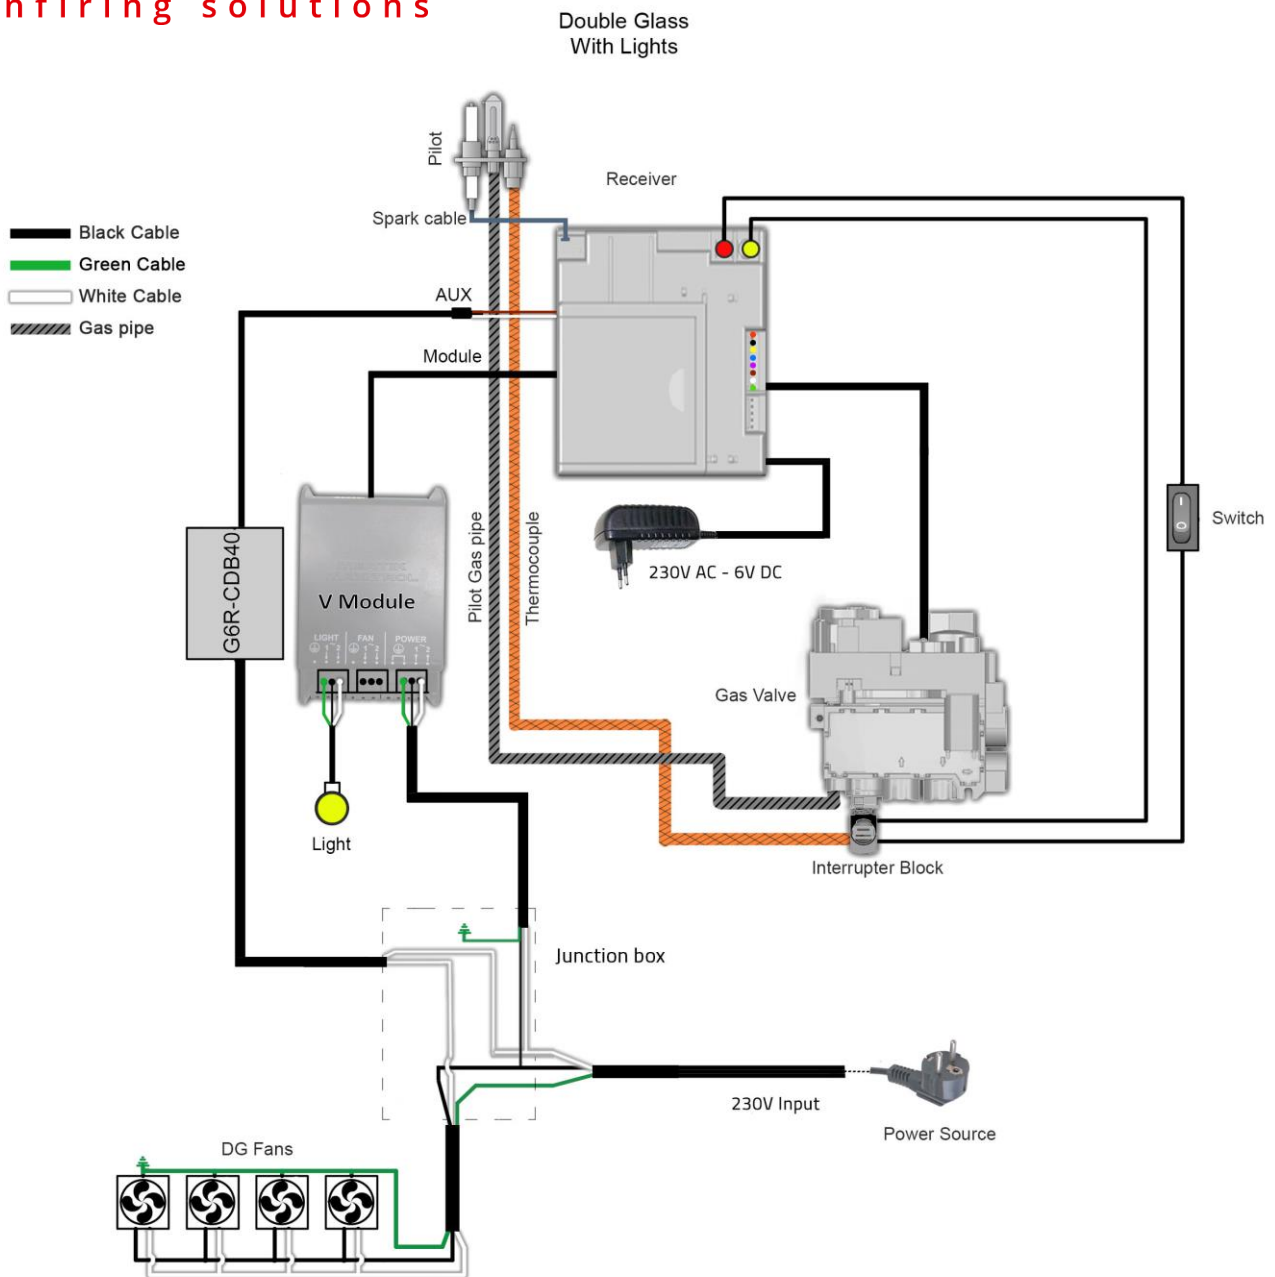 nfiring solutions
Double Glass
With Lights
Pilot
Receiver
Spark cable
Black Cable
Green Cable
White Cable
Gas pipe
AUX
Module
Pilot Gas pipe
Thermocouple
230V AC - 6V DC
Switch
I
O
G6R-CDB40
V Module
LIGHT
FAN
POWER
Gas Valve
Light
Interrupter Block
Junction box
230V Input
Power Source
DG Fans